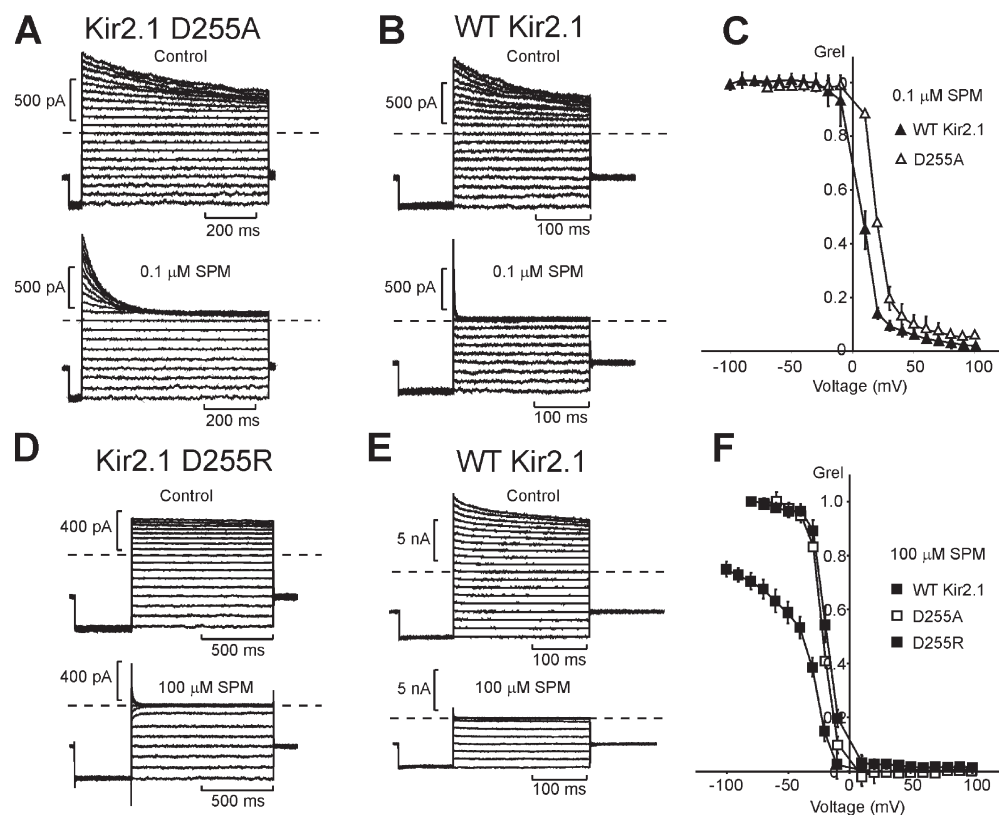 A
Kir2.1 D255A
Control
500 pA
200 ms
0.1 μM SPM
500 pA
200 ms
B
WT Kir2.1
Control
500 pA
100 ms
0.1 μM SPM
500 pA
100 ms
C
Grel
0.1 μM SPM
WT Kir2.1
D255A
0.8
0.6
0.4
0.2
0
-100
-50
0
50
100
Voltage (mV)
D
Kir2.1 D255R
Control
400 pA
500 ms
100 μM SPM
400 pA
500 ms
E
WT Kir2.1
Control
5 nA
100 ms
100 μM SPM
5 nA
100 ms
F
Grel
100 μM SPM
WT Kir2.1
D255A
D255R
1.0
0.8
0.6
0.4
0.2
-100
-50
0
50
100
Voltage (mV)